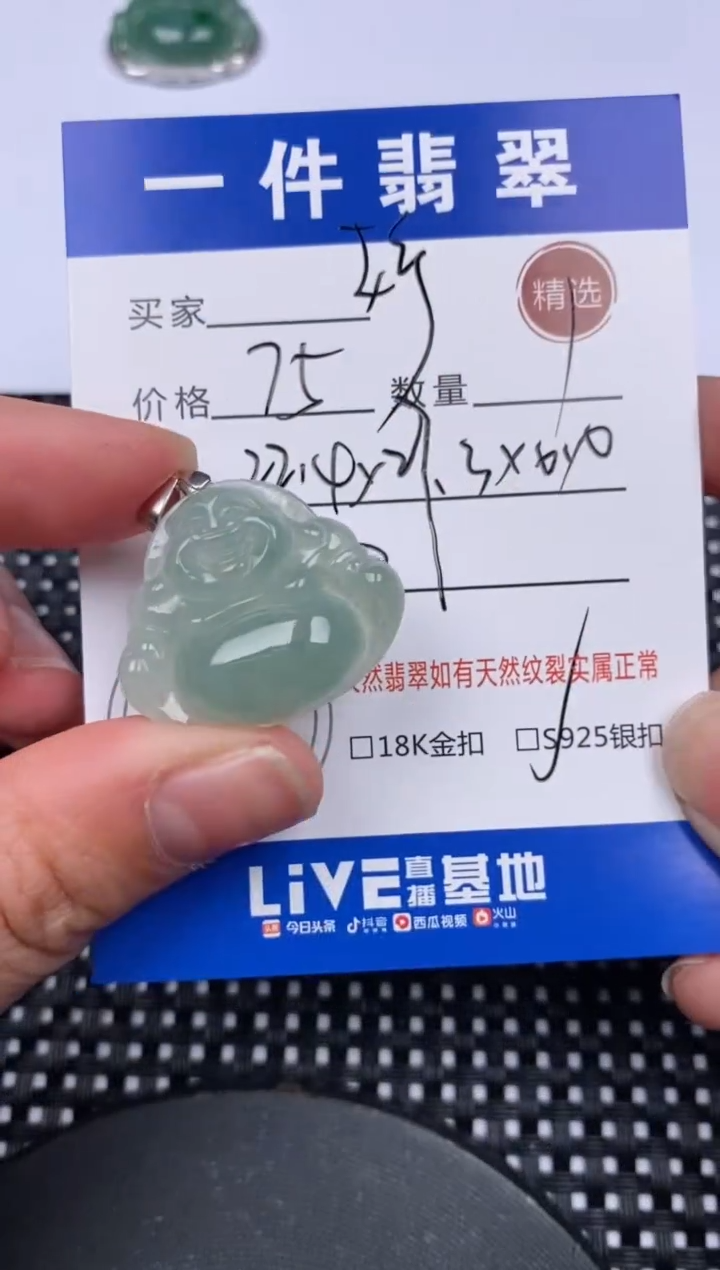 一件翡翠
买家
精选
价格 75 数量
然翡翠如有天然纹裂实属正常
□18K金扣 □S925银扣
LiVE直播基地
今日头条 抖音 西瓜视频 火山